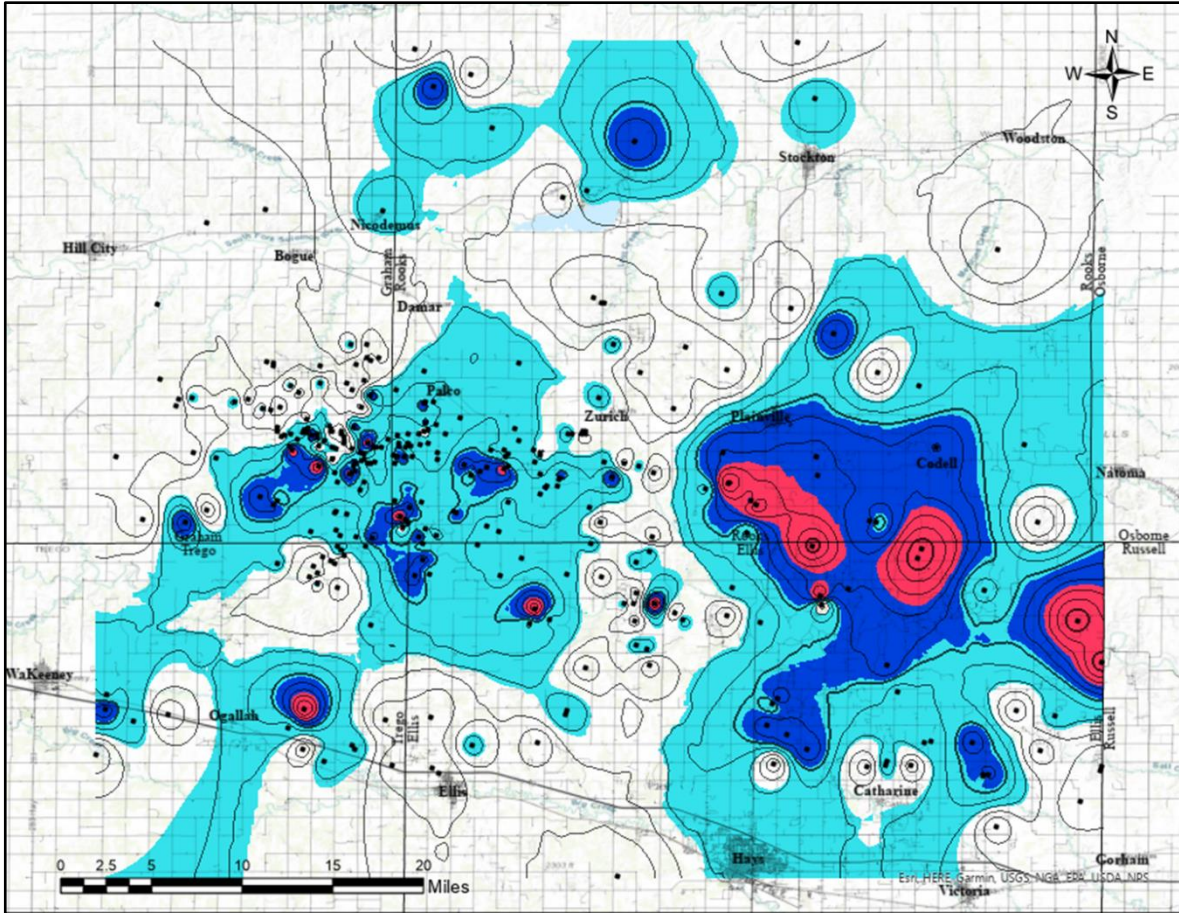 N
W E
S
Woodston
Stockton
Nicodemus
Hill City
Bogue
Graham
Rooks
Rooks
Osborne
Damar
Palco
Zurich
Plainville
Codell
Natoma
Graham
Trego
TREGO
Rooks
Ellis
Osborne
Russell
WaKeeney
Ogallah
Trego
Ellis
Ellis
Russell
Ellis
Catharine
Hays
Gorham
Victoria
0 2.5 5 10 15 20
Miles
Esri, HERE, Garmin, USGS, NGA, EPA, USDA, NPS